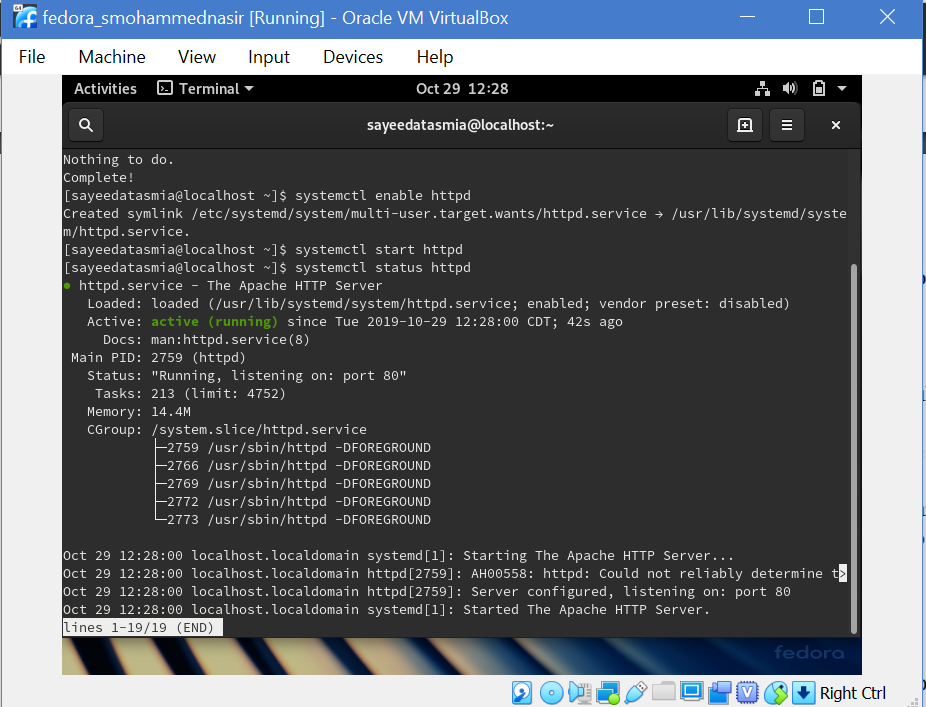 fedora_smohammednasir [Running] - Oracle VM VirtualBox
File Machine View Input Devices Help
Activities Terminal Oct 29 12:28
sayeedatasmia@localhost:~
Nothing to do.
Complete!
[sayeedatasmia@localhost ~]$ systemctl enable httpd
Created symlink /etc/systemd/system/multi-user.target.wants/httpd.service → /usr/lib/systemd/syste
m/httpd.service.
[sayeedatasmia@localhost ~]$ systemctl start httpd
[sayeedatasmia@localhost ~]$ systemctl status httpd
● httpd.service - The Apache HTTP Server
   Loaded: loaded (/usr/lib/systemd/system/httpd.service; enabled; vendor preset: disabled)
   Active: active (running) since Tue 2019-10-29 12:28:00 CDT; 42s ago
     Docs: man:httpd.service(8)
 Main PID: 2759 (httpd)
   Status: "Running, listening on: port 80"
    Tasks: 213 (limit: 4752)
   Memory: 14.4M
   CGroup: /system.slice/httpd.service
           ├─2759 /usr/sbin/httpd -DFOREGROUND
           ├─2766 /usr/sbin/httpd -DFOREGROUND
           ├─2769 /usr/sbin/httpd -DFOREGROUND
           ├─2772 /usr/sbin/httpd -DFOREGROUND
           └─2773 /usr/sbin/httpd -DFOREGROUND
Oct 29 12:28:00 localhost.localdomain systemd[1]: Starting The Apache HTTP Server...
Oct 29 12:28:00 localhost.localdomain httpd[2759]: AH00558: httpd: Could not reliably determine t>
Oct 29 12:28:00 localhost.localdomain httpd[2759]: Server configured, listening on: port 80
Oct 29 12:28:00 localhost.localdomain systemd[1]: Started The Apache HTTP Server.
lines 1-19/19 (END)
fedora
Right Ctrl